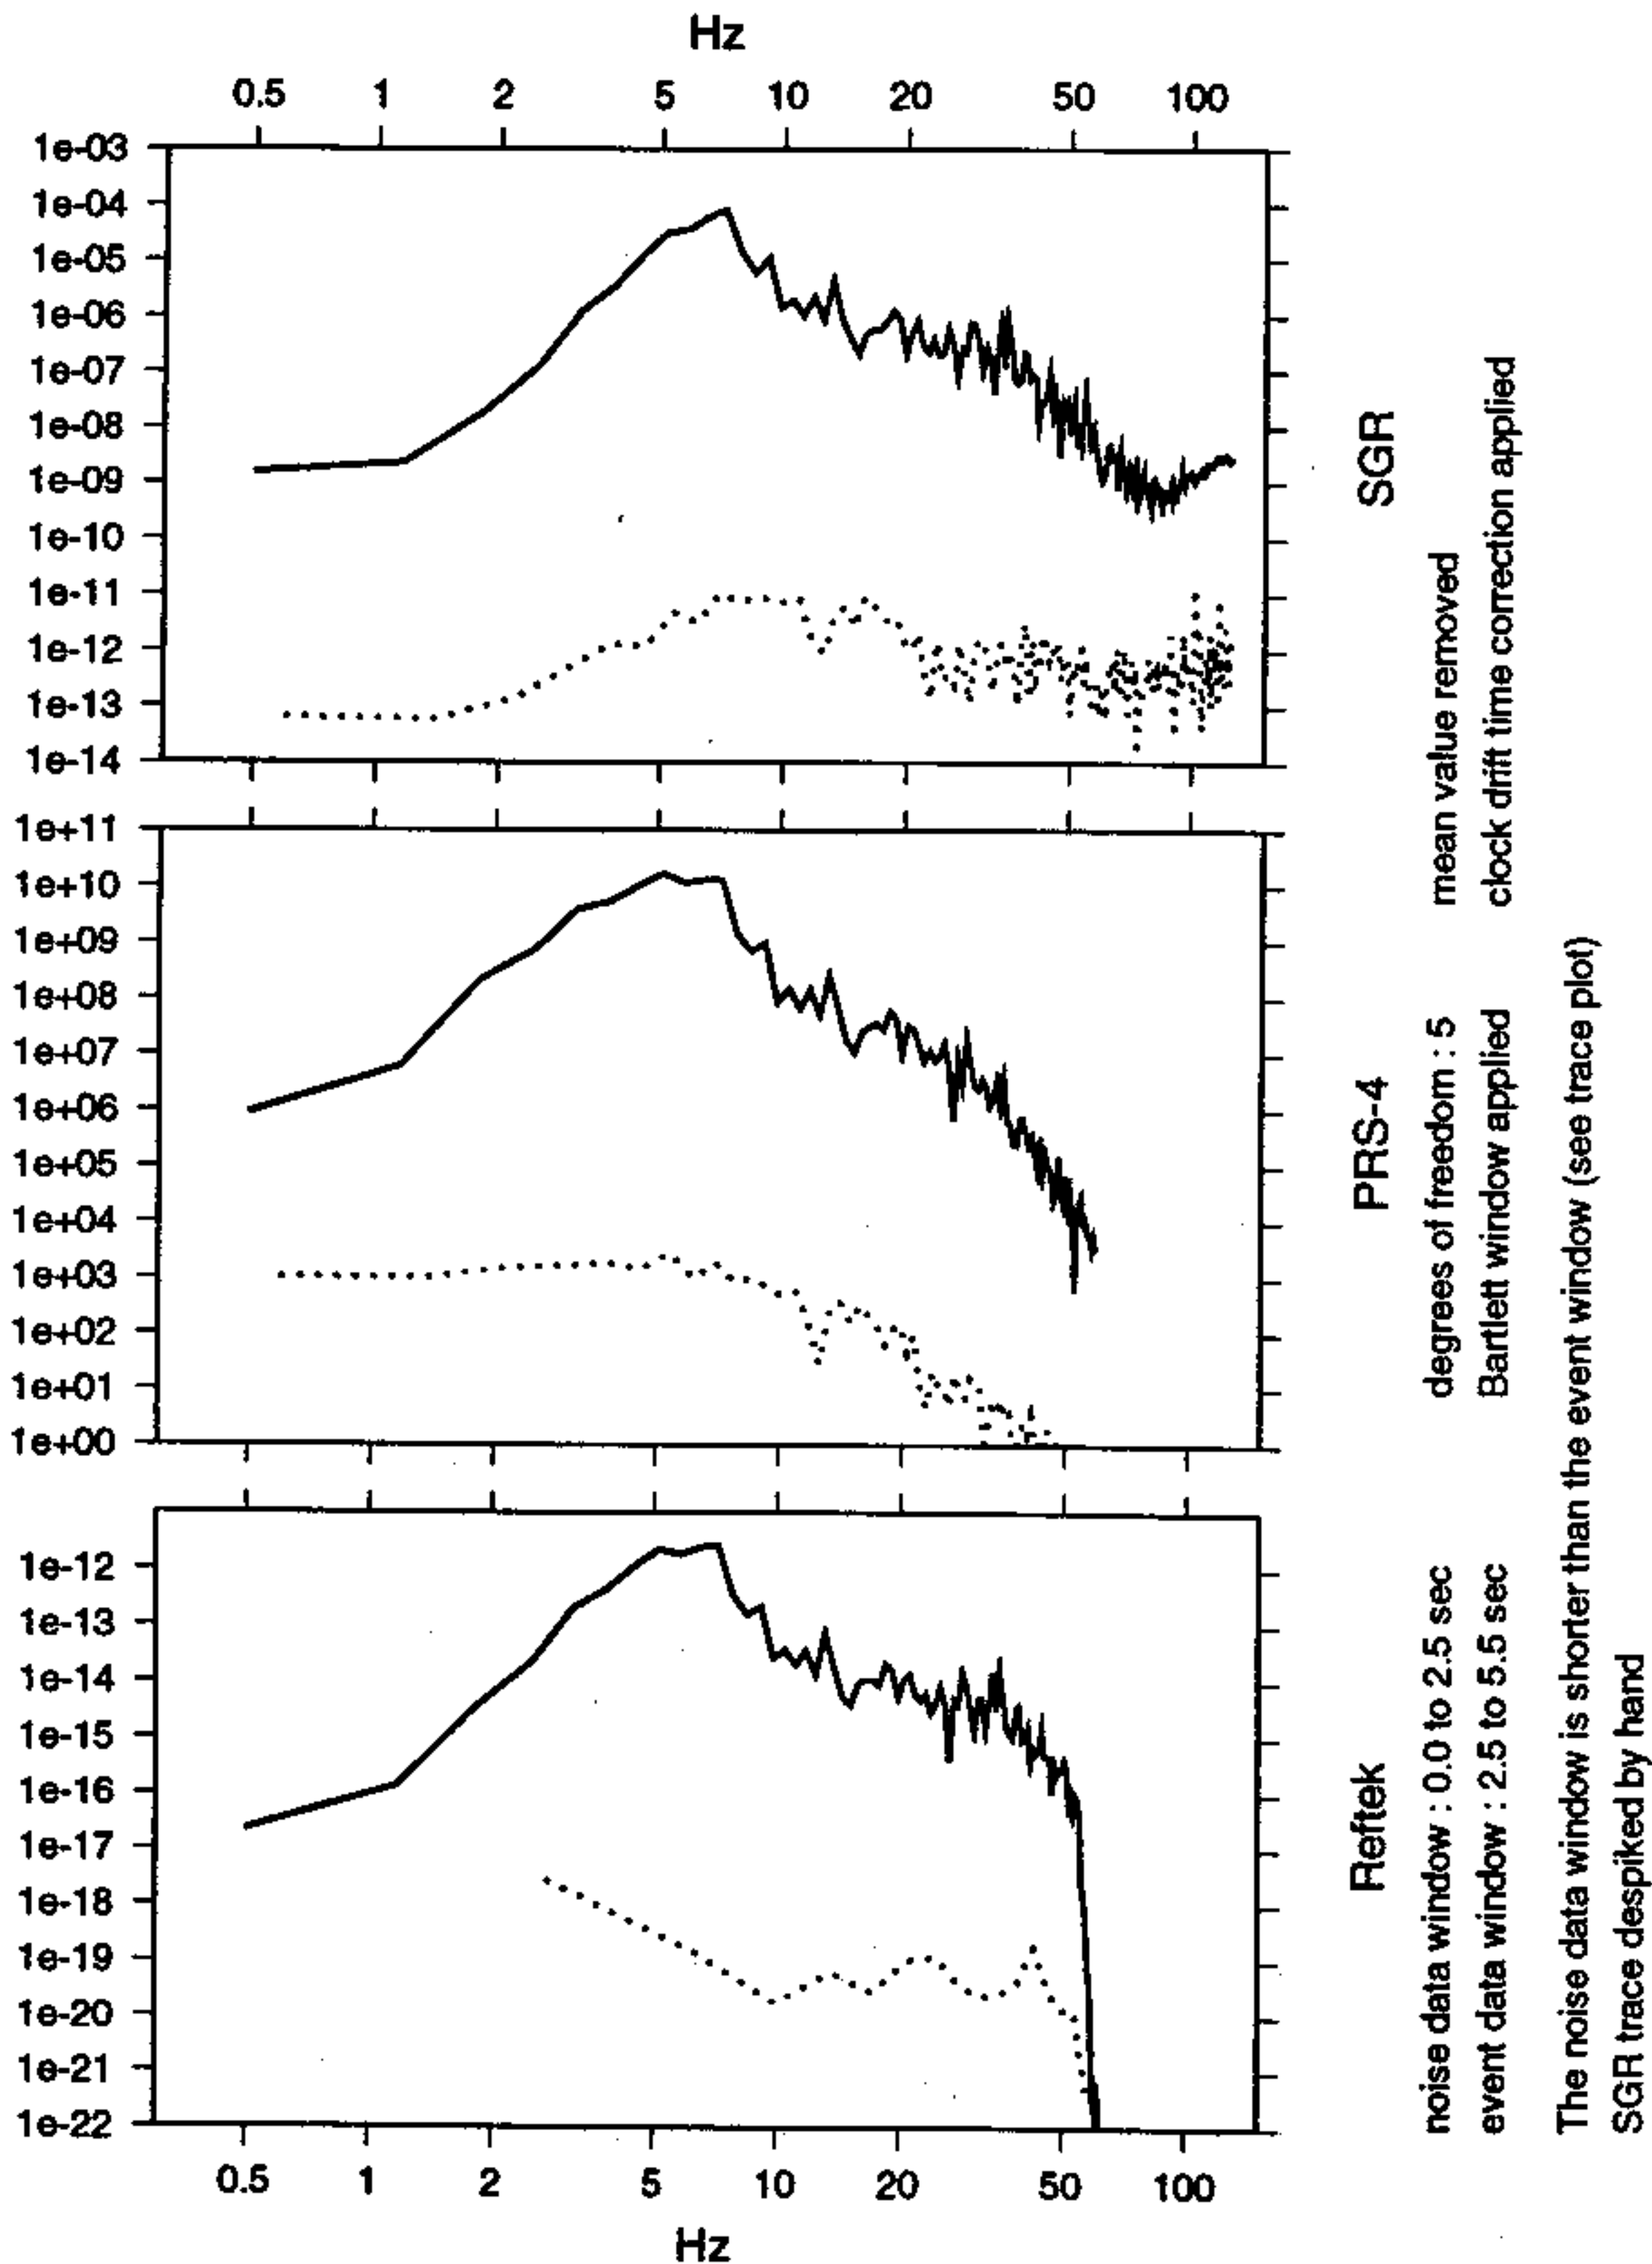 Hz
0.5 1 2 5 10 20 50 100
1e-03
1e-04
1e-05
1e-06
1e-07
1e-08
1e-09
1e-10
1e-11
1e-12
1e-13
1e-14
SGR
1e+11
1e+10
1e+09
1e+08
1e+07
1e+06
1e+05
1e+04
1e+03
1e+02
1e+01
1e+00
PRS-4
1e-12
1e-13
1e-14
1e-15
1e-16
1e-17
1e-18
1e-19
1e-20
1e-21
1e-22
Reftek
0.5 1 2 5 10 20 50 100
Hz
noise data window : 0.0 to 2.5 sec degrees of freedom : 5 mean value removed
event data window : 2.5 to 5.5 sec Bartlett window applied clock drift time correction applied
The noise data window is shorter than the event window (see trace plot)
SGR trace despiked by hand